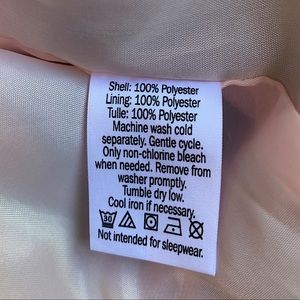 Shell: 100% Polyester
Lining: 100% Polyester
Tulle: 100% Polyester
Machine wash cold
separately. Gentle cycle.
Only non-chlorine bleach
when needed. Remove from
washer promptly.
Tumble dry low.
Cool iron if necessary.
30
Not intended for sleepwear.